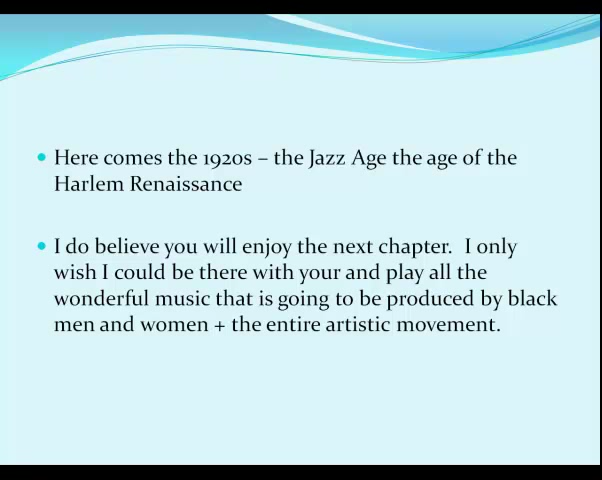 Here comes the 1920s – the Jazz Age the age of the
Harlem Renaissance
I do believe you will enjoy the next chapter.  I only
wish I could be there with your and play all the
wonderful music that is going to be produced by black
men and women + the entire artistic movement.